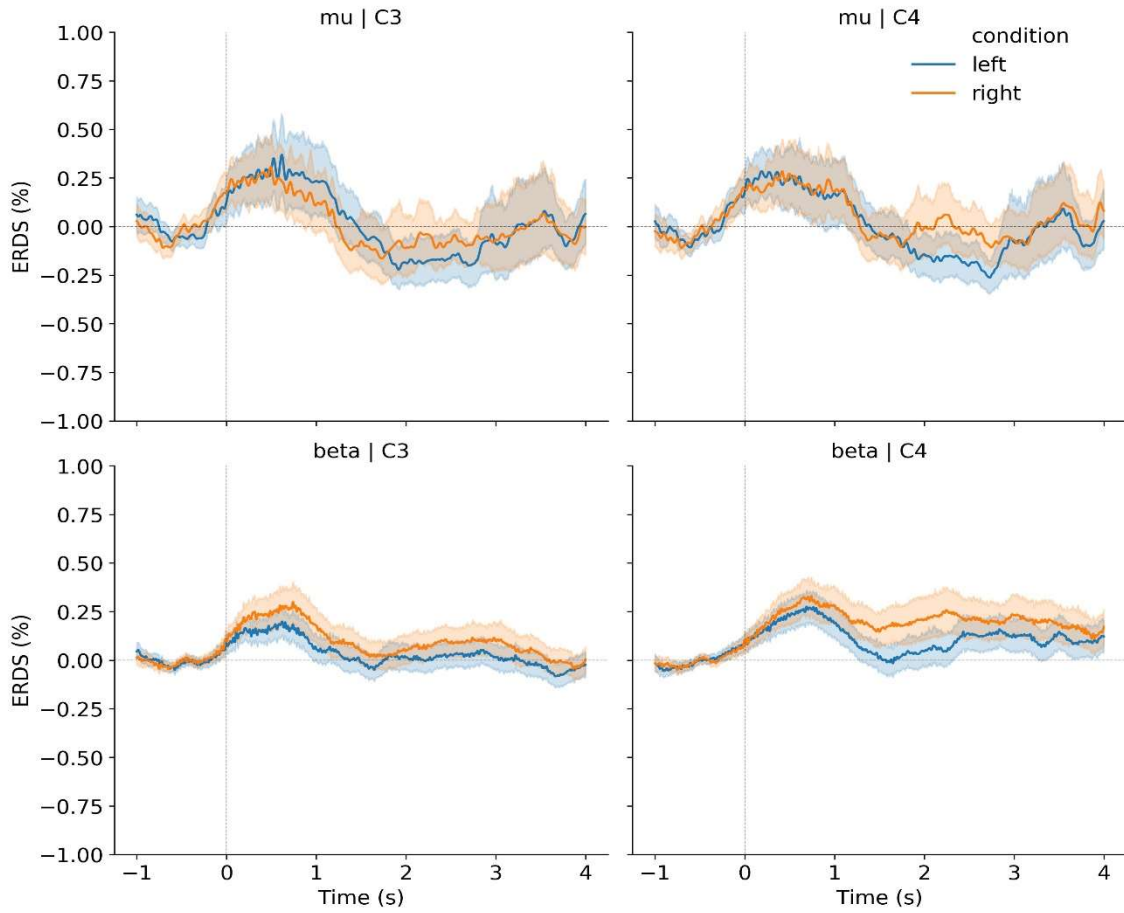 mu | C3
mu | C4
condition
left
right
1.00
0.75
0.50
0.25
0.00
−0.25
−0.50
−0.75
−1.00
ERDS (%)
beta | C3
beta | C4
1.00
0.75
0.50
0.25
0.00
−0.25
−0.50
−0.75
−1.00
ERDS (%)
−1 0 1 2 3 4
−1 0 1 2 3 4
Time (s)
Time (s)